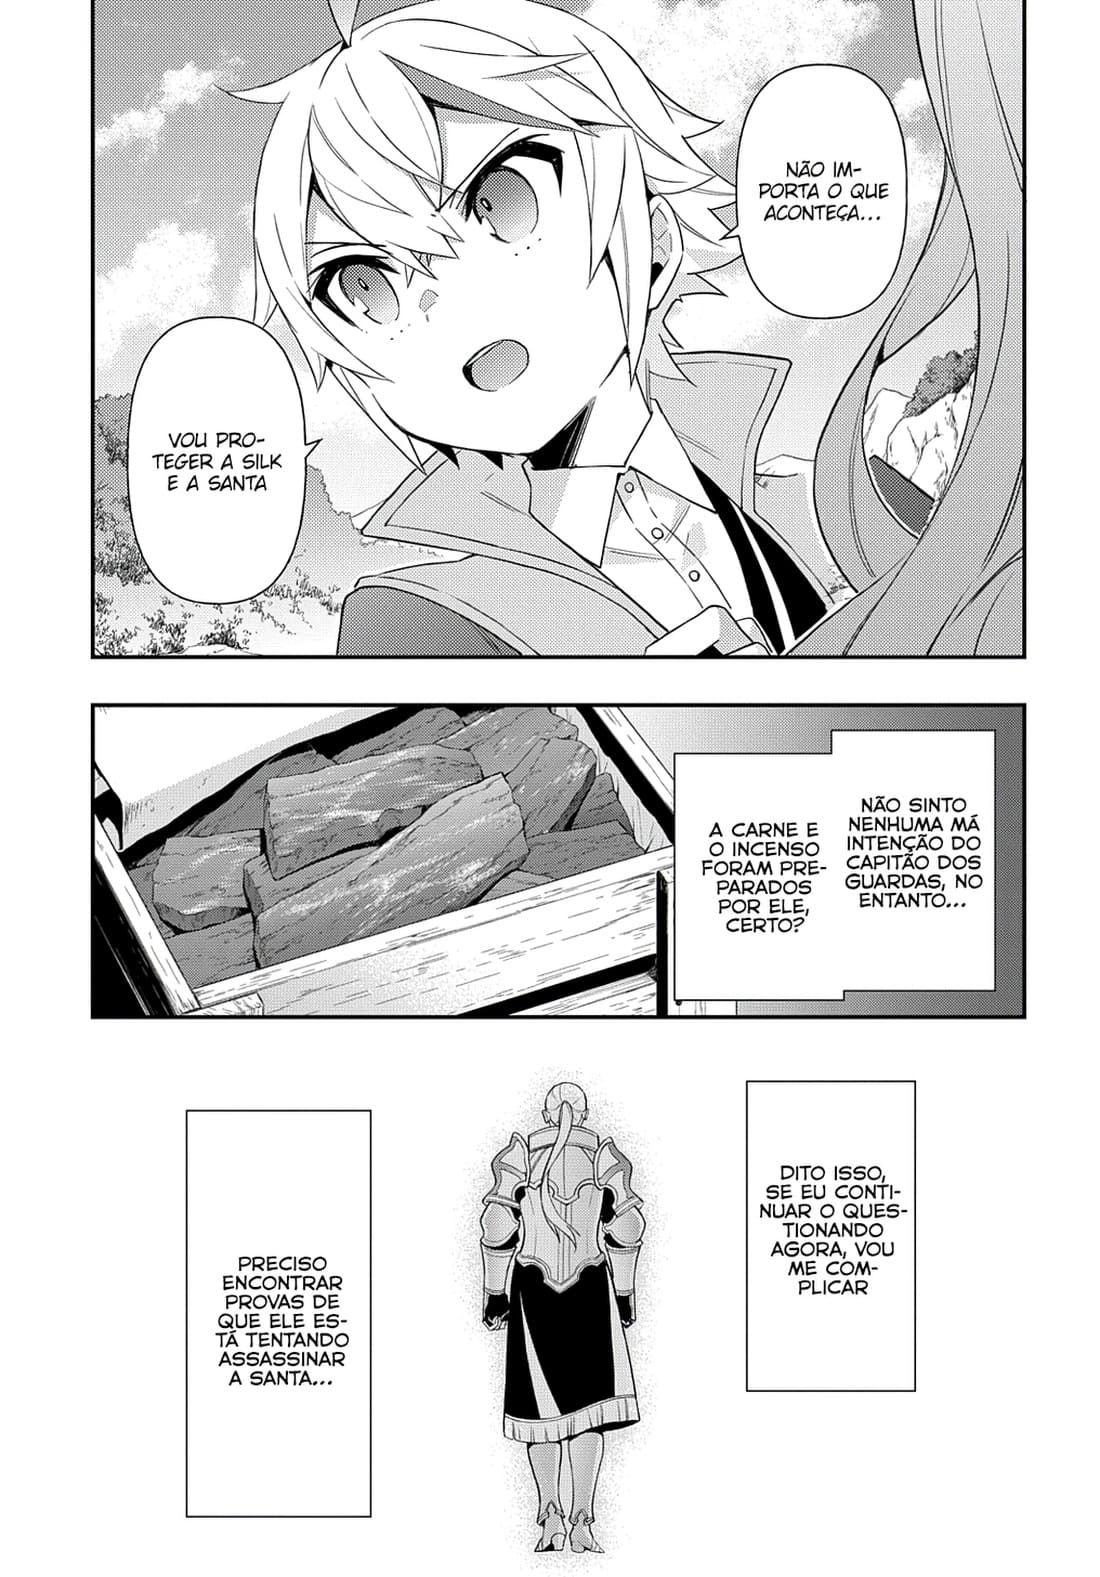 NÃO IM-
PORTA O QUE
ACONTEÇA...
VOU PRO-
TEGER A SILK
E A SANTA
NÃO SINTO
NENHUMA MÁ
INTENÇÃO DO
CAPITÃO DOS
GUARDAS, NO
ENTANTO...
A CARNE E
O INCENSO
FORAM PRE-
PARADOS
POR ELE,
CERTO?
DITO ISSO,
SE EU CONTI-
NUAR O QUES-
TIONANDO
AGORA, VOU
ME COM-
PLICAR
PRECISO
ENCONTRAR
PROVAS DE
QUE ELE ES-
TÁ TENTANDO
ASSASSINAR
A SANTA...